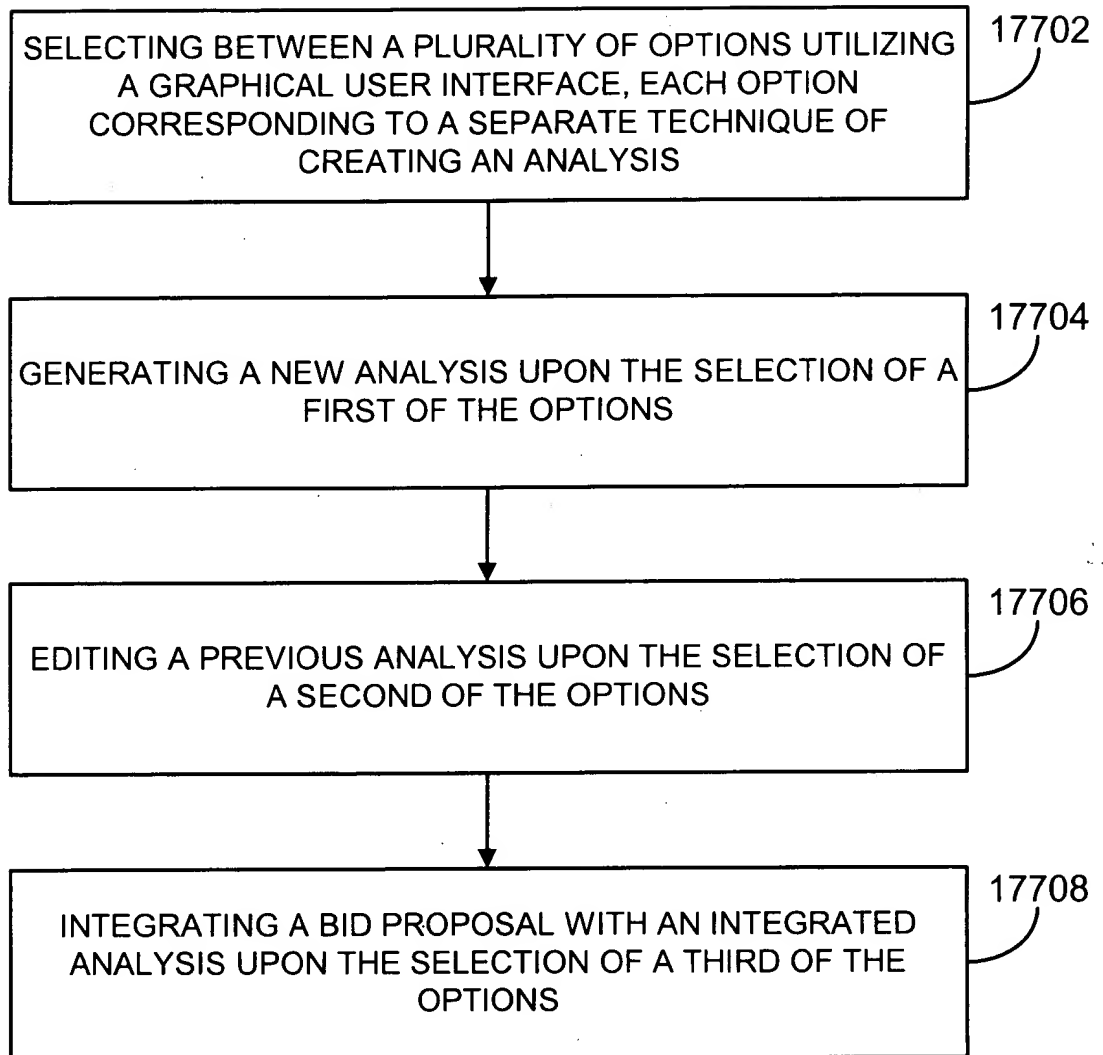 SELECTING BETWEEN A PLURALITY OF OPTIONS UTILIZING
A GRAPHICAL USER INTERFACE, EACH OPTION
CORRESPONDING TO A SEPARATE TECHNIQUE OF
CREATING AN ANALYSIS
17702
GENERATING A NEW ANALYSIS UPON THE SELECTION OF A
FIRST OF THE OPTIONS
17704
EDITING A PREVIOUS ANALYSIS UPON THE SELECTION OF
A SECOND OF THE OPTIONS
17706
INTEGRATING A BID PROPOSAL WITH AN INTEGRATED
ANALYSIS UPON THE SELECTION OF A THIRD OF THE
OPTIONS
17708